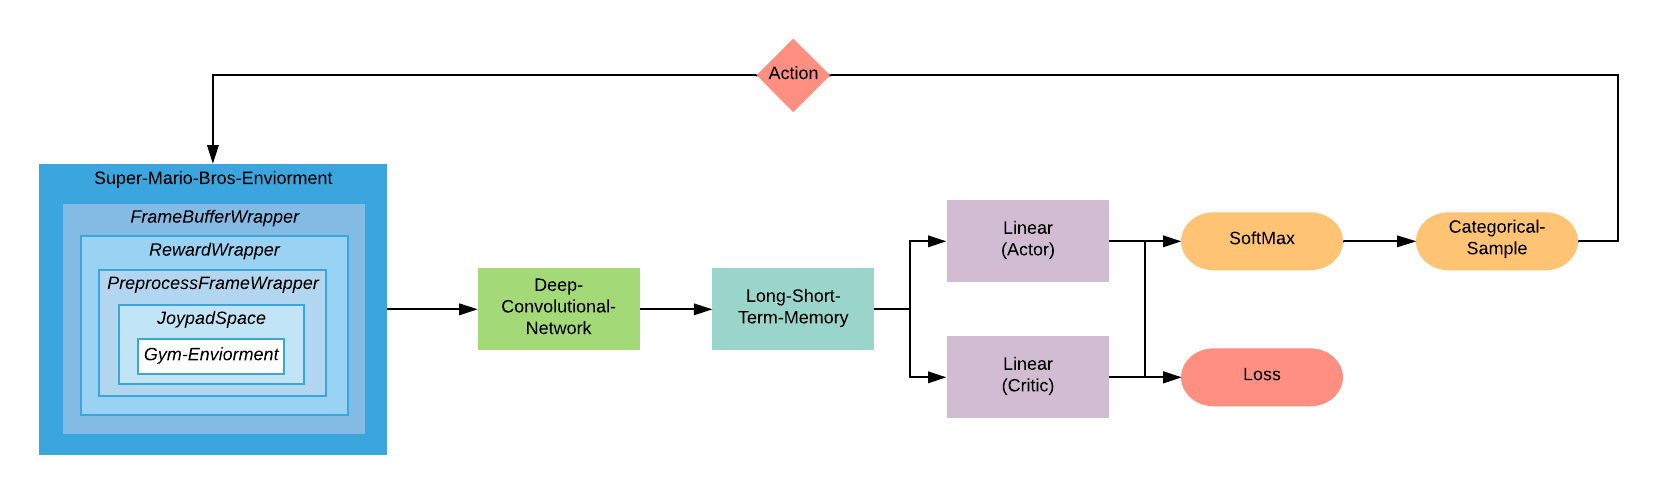 Action
Super-Mario-Bros-Enviorment
FrameBufferWrapper
RewardWrapper
PreprocessFrameWrapper
JoypadSpace
Gym-Enviorment
Deep-
Convolutional-
Network
Long-Short-
Term-Memory
Linear
(Actor)
Linear
(Critic)
SoftMax
Loss
Categorical-
Sample